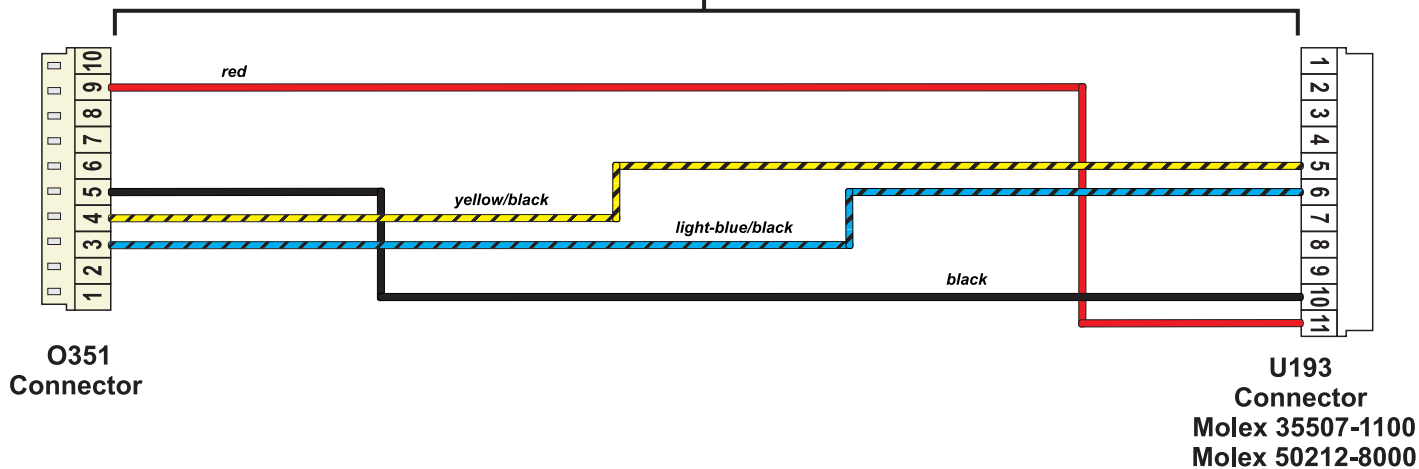 10
9
8
7
6
5
4
3
2
1
red
yellow/black
light-blue/black
black
1
2
3
4
5
6
7
8
9
10
11
O351
Connector
U193
Connector
Molex 35507-1100
Molex 50212-8000